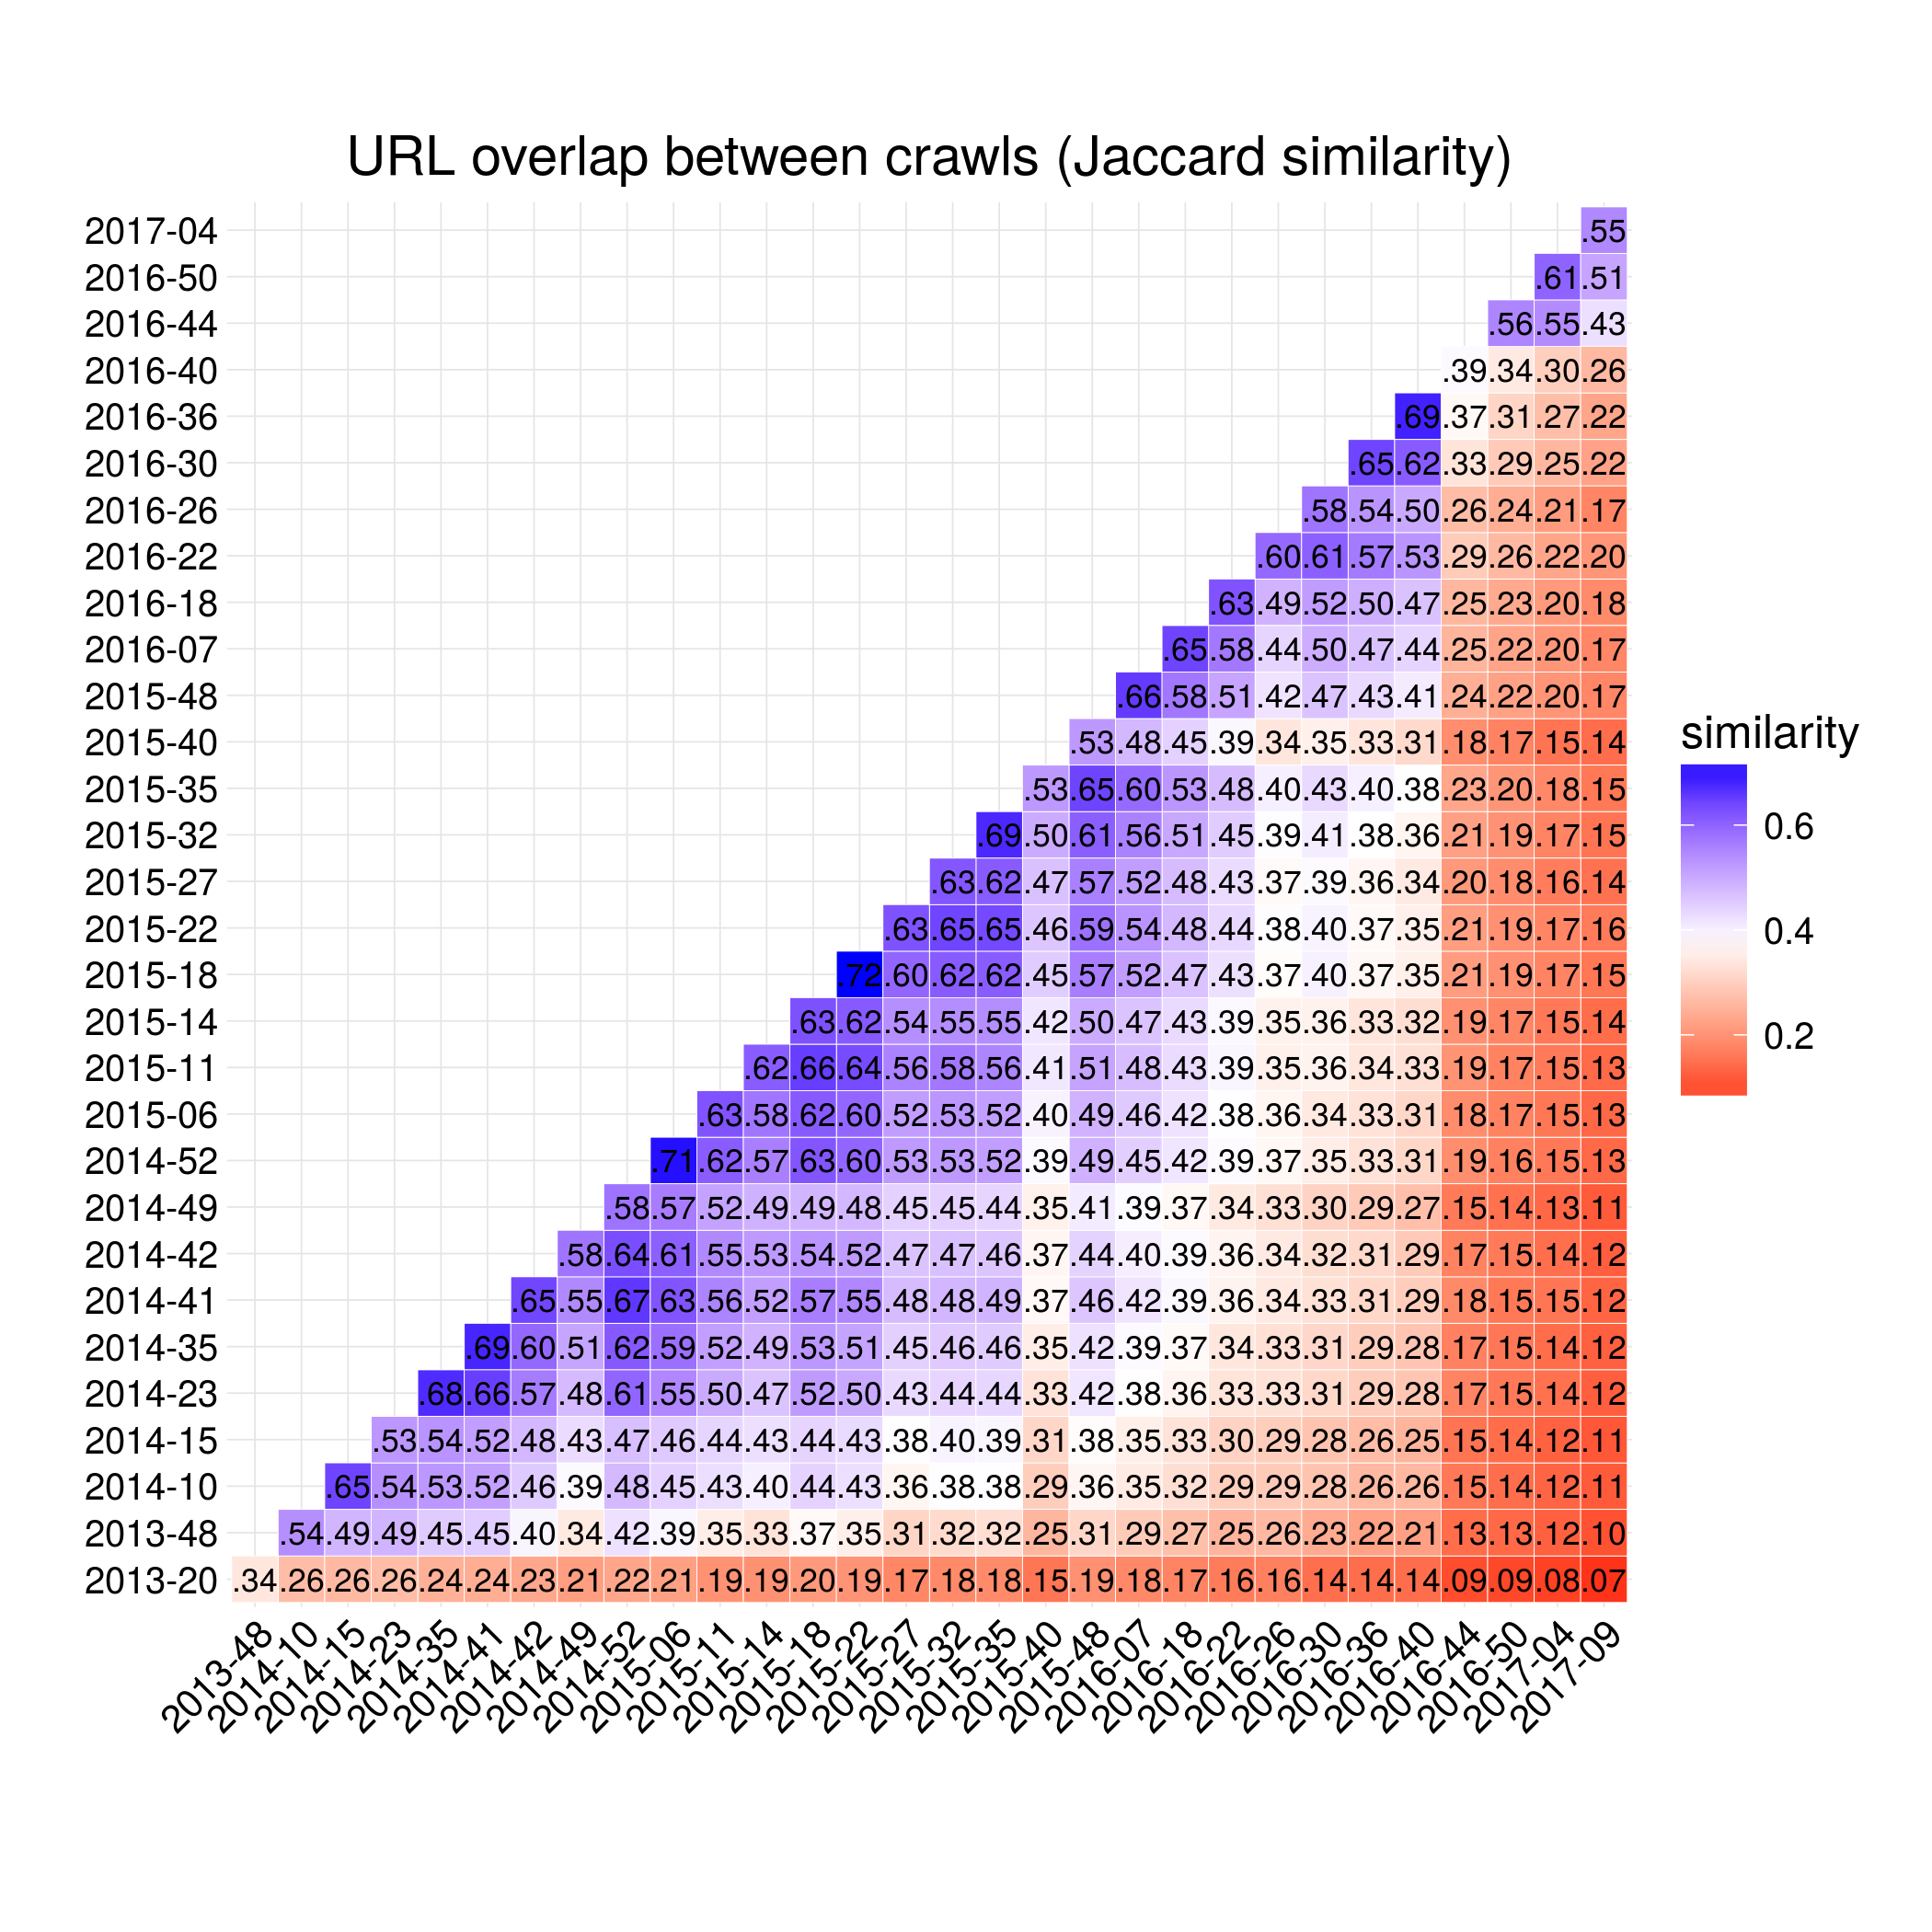 URL overlap between crawls (Jaccard similarity)
2017-04 .55
2016-50 .61 .51
2016-44 .56 .55 .43
2016-40 .39 .34 .30 .26
2016-36 .69 .37 .31 .27 .22
2016-30 .65 .62 .33 .29 .25 .22
2016-26 .58 .54 .50 .26 .24 .21 .17
2016-22 .60 .61 .57 .53 .29 .26 .22 .20
2016-18 .63 .49 .52 .50 .47 .25 .23 .20 .18
2016-07 .65 .58 .44 .50 .47 .44 .25 .22 .20 .17
2015-48 .66 .58 .51 .42 .47 .43 .41 .24 .22 .20 .17
2015-40 .53 .48 .45 .39 .34 .35 .33 .31 .18 .17 .15 .14
2015-35 .53 .65 .60 .53 .48 .40 .43 .40 .38 .23 .20 .18 .15
2015-32 .69 .50 .61 .56 .51 .45 .39 .41 .38 .36 .21 .19 .17 .15
2015-27 .63 .62 .47 .57 .52 .48 .43 .37 .39 .36 .34 .20 .18 .16 .14
2015-22 .63 .65 .65 .46 .59 .54 .48 .44 .38 .40 .37 .35 .21 .19 .17 .16
2015-18 .72 .60 .62 .62 .45 .57 .52 .47 .43 .37 .40 .37 .35 .21 .19 .17 .15
2015-14 .63 .62 .54 .55 .55 .42 .50 .47 .43 .39 .35 .36 .33 .32 .19 .17 .15 .14
2015-11 .62 .66 .64 .56 .58 .56 .41 .51 .48 .43 .39 .35 .36 .34 .33 .19 .17 .15 .13
2015-06 .63 .58 .62 .60 .52 .53 .52 .40 .49 .46 .42 .38 .36 .34 .33 .31 .18 .17 .15 .13
2014-52 .71 .62 .57 .63 .60 .53 .53 .52 .39 .49 .45 .42 .39 .37 .35 .33 .31 .19 .16 .15 .13
2014-49 .58 .57 .52 .49 .49 .48 .45 .45 .44 .35 .41 .39 .37 .34 .33 .30 .29 .27 .15 .14 .13 .11
2014-42 .58 .64 .61 .55 .53 .54 .52 .47 .47 .46 .37 .44 .40 .39 .36 .34 .32 .31 .29 .17 .15 .14 .12
2014-41 .65 .55 .67 .63 .56 .52 .57 .55 .48 .48 .49 .37 .46 .42 .39 .36 .34 .33 .31 .29 .18 .15 .15 .12
2014-35 .69 .60 .51 .62 .59 .52 .49 .53 .51 .45 .46 .46 .35 .42 .39 .37 .34 .33 .31 .29 .28 .17 .15 .14 .12
2014-23 .68 .66 .57 .48 .61 .55 .50 .47 .52 .50 .43 .44 .44 .33 .42 .38 .36 .33 .33 .31 .29 .28 .17 .15 .14 .12
2014-15 .53 .54 .52 .48 .43 .47 .46 .44 .43 .44 .43 .38 .40 .39 .31 .38 .35 .33 .30 .29 .28 .26 .25 .15 .14 .12 .11
2014-10 .65 .54 .53 .52 .46 .39 .48 .45 .43 .40 .44 .43 .36 .38 .38 .29 .36 .35 .32 .29 .29 .28 .26 .26 .15 .14 .12 .11
2013-48 .54 .49 .49 .45 .45 .40 .34 .42 .39 .35 .33 .37 .35 .31 .32 .32 .25 .31 .29 .27 .25 .26 .23 .22 .21 .13 .13 .12 .10
2013-20 .34 .26 .26 .26 .24 .24 .23 .21 .22 .21 .19 .19 .20 .19 .17 .18 .18 .15 .19 .18 .17 .16 .16 .14 .14 .14 .09 .09 .08 .07
2013-48 2014-10 2014-15 2014-23 2014-35 2014-41 2014-42 2014-49 2014-52 2015-06 2015-11 2015-14 2015-18 2015-22 2015-27 2015-32 2015-35 2015-40 2015-48 2016-07 2016-18 2016-22 2016-26 2016-30 2016-36 2016-40 2016-44 2016-50 2017-04 2017-09
similarity
0.6
0.4
0.2